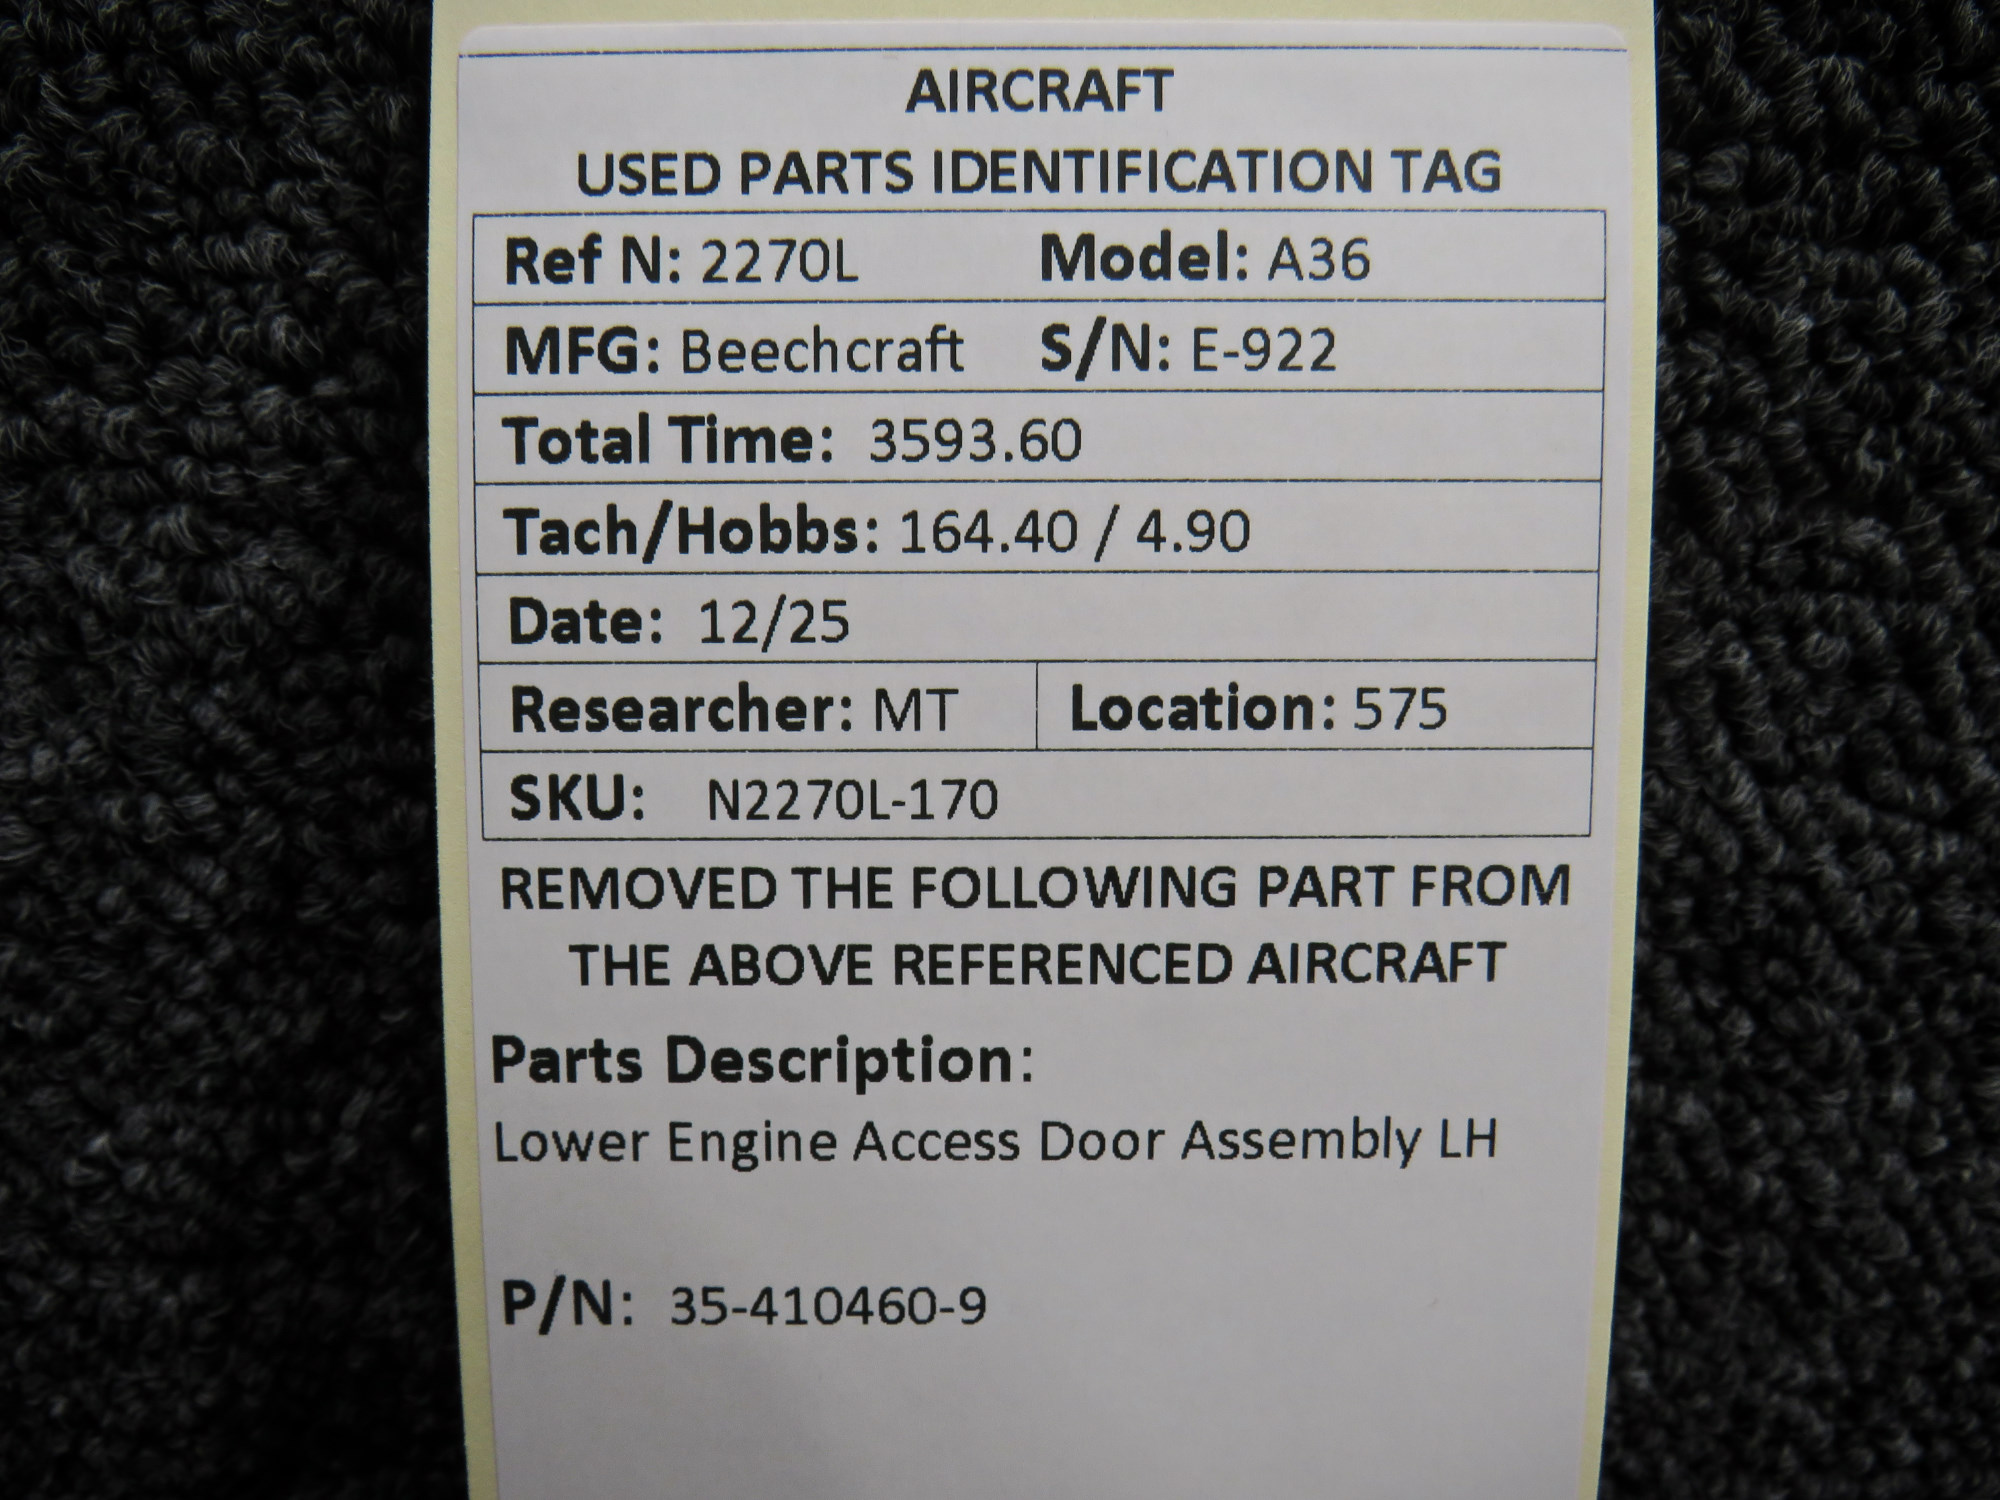 AIRCRAFT
USED PARTS IDENTIFICATION TAG
Ref N: 2270L Model: A36
MFG: Beechcraft S/N: E-922
Total Time: 3593.60
Tach/Hobbs: 164.40 / 4.90
Date: 12/25
Researcher: MT Location: 575
SKU: N2270L-170
REMOVED THE FOLLOWING PART FROM
THE ABOVE REFERENCED AIRCRAFT
Parts Description:
Lower Engine Access Door Assembly LH
P/N: 35-410460-9